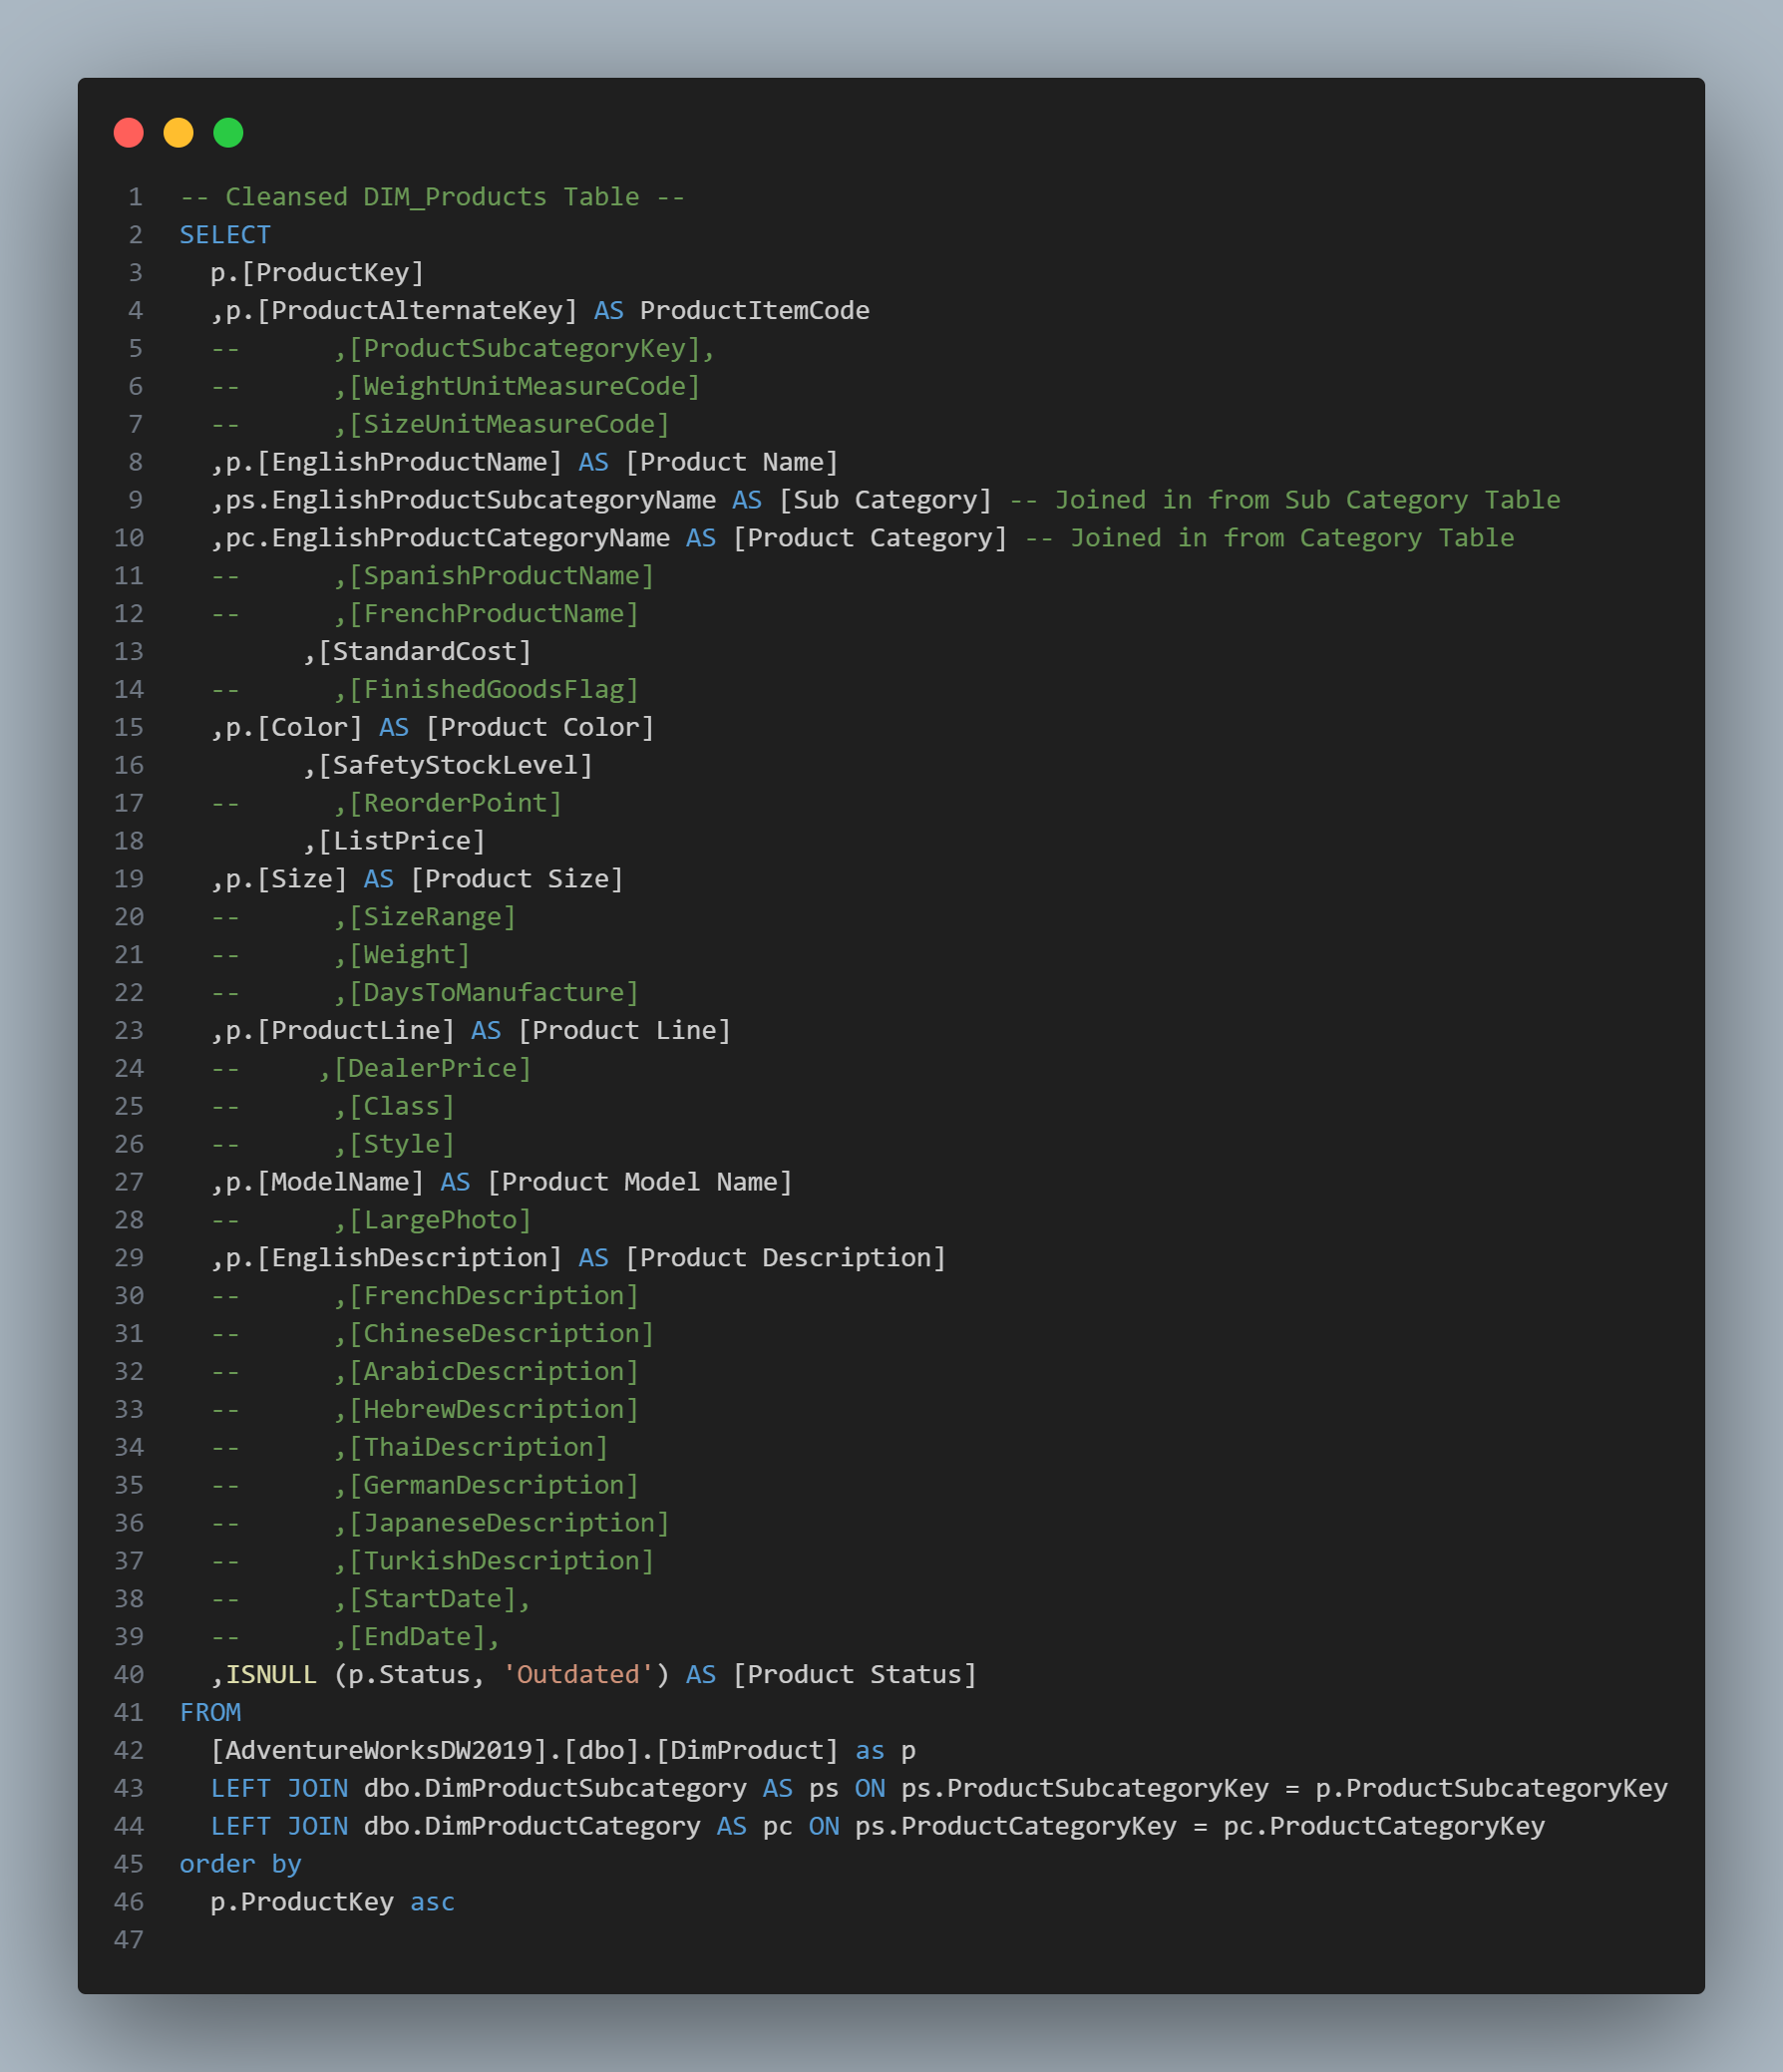 1 -- Cleansed DIM_Products Table --
2 SELECT
3   p.[ProductKey]
4   ,p.[ProductAlternateKey] AS ProductItemCode
5   --      ,[ProductSubcategoryKey],
6   --      ,[WeightUnitMeasureCode]
7   --      ,[SizeUnitMeasureCode]
8   ,p.[EnglishProductName] AS [Product Name]
9   ,ps.EnglishProductSubcategoryName AS [Sub Category] -- Joined in from Sub Category Table
10   ,pc.EnglishProductCategoryName AS [Product Category] -- Joined in from Category Table
11   --      ,[SpanishProductName]
12   --      ,[FrenchProductName]
13         ,[StandardCost]
14   --      ,[FinishedGoodsFlag]
15   ,p.[Color] AS [Product Color]
16         ,[SafetyStockLevel]
17   --      ,[ReorderPoint]
18         ,[ListPrice]
19   ,p.[Size] AS [Product Size]
20   --      ,[SizeRange]
21   --      ,[Weight]
22   --      ,[DaysToManufacture]
23   ,p.[ProductLine] AS [Product Line]
24   --     ,[DealerPrice]
25   --      ,[Class]
26   --      ,[Style]
27   ,p.[ModelName] AS [Product Model Name]
28   --      ,[LargePhoto]
29   ,p.[EnglishDescription] AS [Product Description]
30   --      ,[FrenchDescription]
31   --      ,[ChineseDescription]
32   --      ,[ArabicDescription]
33   --      ,[HebrewDescription]
34   --      ,[ThaiDescription]
35   --      ,[GermanDescription]
36   --      ,[JapaneseDescription]
37   --      ,[TurkishDescription]
38   --      ,[StartDate],
39   --      ,[EndDate],
40   ,ISNULL (p.Status, 'Outdated') AS [Product Status]
41 FROM
42   [AdventureWorksDW2019].[dbo].[DimProduct] as p
43   LEFT JOIN dbo.DimProductSubcategory AS ps ON ps.ProductSubcategoryKey = p.ProductSubcategoryKey
44   LEFT JOIN dbo.DimProductCategory AS pc ON ps.ProductCategoryKey = pc.ProductCategoryKey
45 order by
46   p.ProductKey asc
47